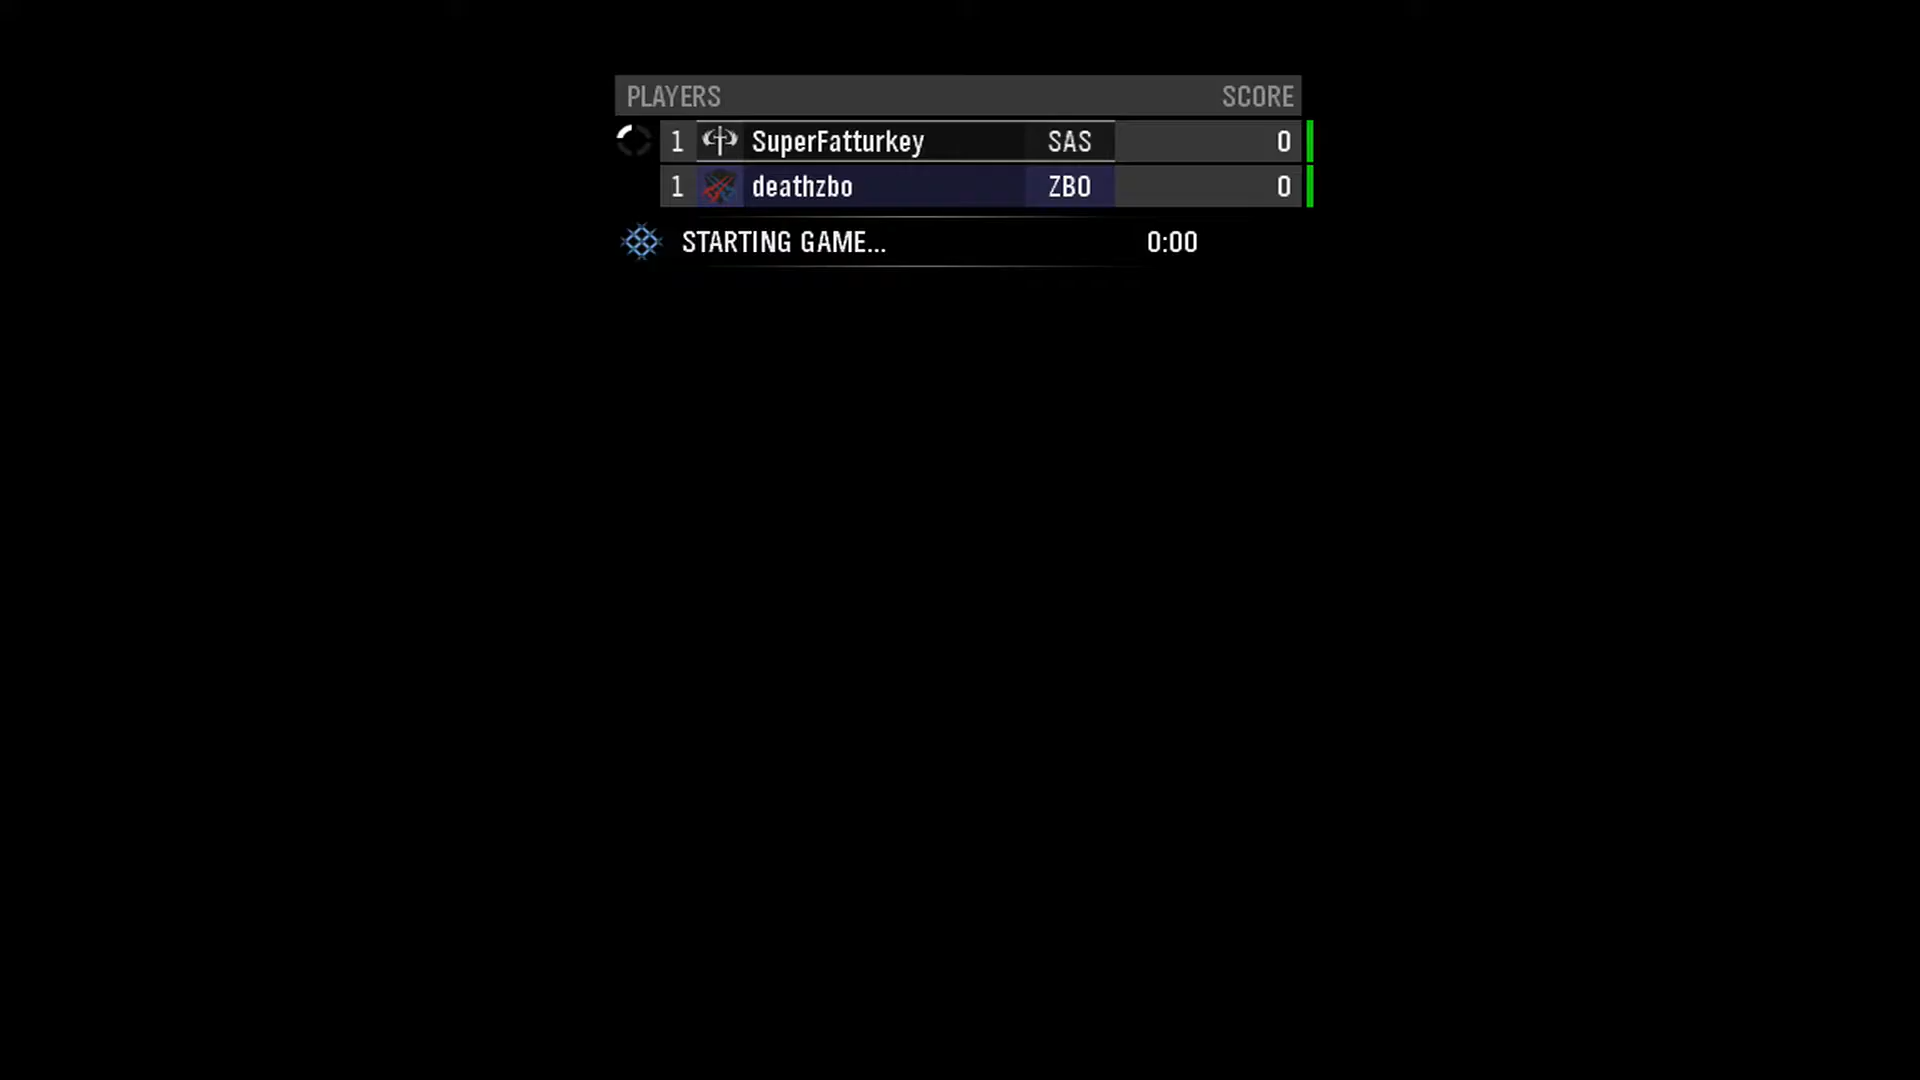 PLAYERS SCORE
1 SuperFatturkey SAS 0
1 deathzbo ZBO 0
STARTING GAME... 0:00